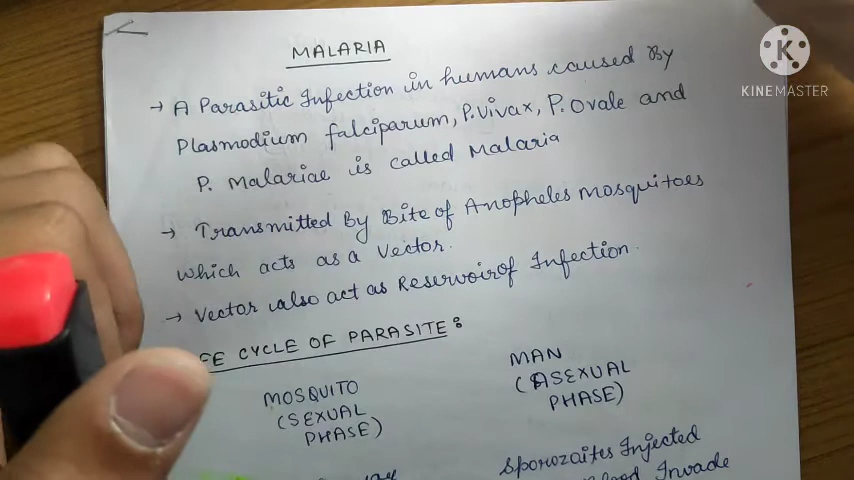 MALARIA
→ A Parasitic Infection in humans caused By
Plasmodium falciparum, P. Vivax, P. Ovale and
P. Malariae is called Malaria
→ Transmitted By Bite of Anopheles Mosquitoes
which acts as a Vector.
→ Vector also act as Reservoir of Infection.
FE CYCLE OF PARASITE:
MOSQUITO
(SEXUAL
PHASE)
MAN
(ASEXUAL
PHASE)
Sporozoites Injected
Invade
K
KINEMASTER